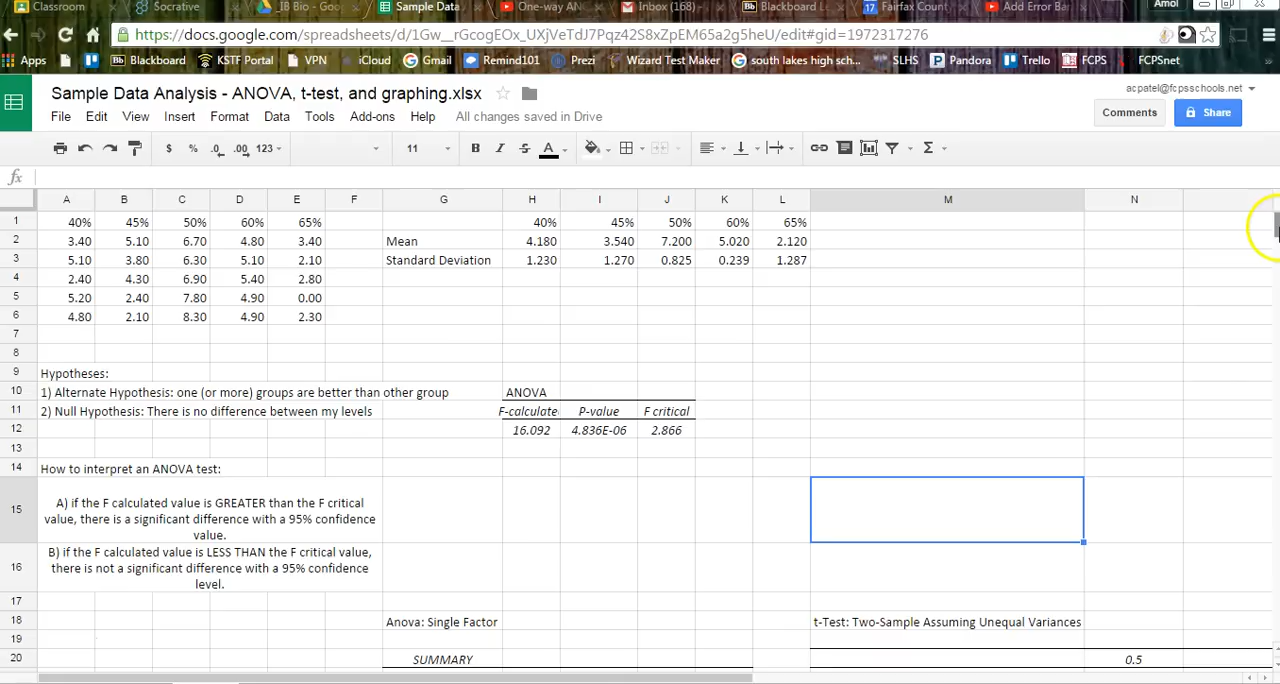 Classroom Socrative IB Bio - Goo Sample Data One-way AN Inbox (168) - Blackboard L Fairfax Count Add Error Bar Amol
https://docs.google.com/spreadsheets/d/1Gw__rGcogEOx_UXjVeTdJ7Pqz42S8xZpEM65a2g5heU/edit#gid=1972317276
Apps Blackboard KSTF Portal VPN iCloud Gmail Remind101 Prezi Wizard Test Maker south lakes high sch... SLHS Pandora Trello FCPS FCPSnet
Sample Data Analysis - ANOVA, t-test, and graphing.xlsx acpatel@fcpsschools.net
File Edit View Insert Format Data Tools Add-ons Help All changes saved in Drive Comments Share
$ % .0 .00 123 11 B I S A Σ
fx
A B C D E F G H I J K L M N
1 40% 45% 50% 60% 65% 40% 45% 50% 60% 65%
2 3.40 5.10 6.70 4.80 3.40 Mean 4.180 3.540 7.200 5.020 2.120
3 5.10 3.80 6.30 5.10 2.10 Standard Deviation 1.230 1.270 0.825 0.239 1.287
4 2.40 4.30 6.90 5.40 2.80
5 5.20 2.40 7.80 4.90 0.00
6 4.80 2.10 8.30 4.90 2.30
7
8
9 Hypotheses:
10 1) Alternate Hypothesis: one (or more) groups are better than other group ANOVA
11 2) Null Hypothesis: There is no difference between my levels F-calculate P-value F critical
12 16.092 4.836E-06 2.866
13
14 How to interpret an ANOVA test:
A) if the F calculated value is GREATER than the F critical
15 value, there is a significant difference with a 95% confidence
value.
B) if the F calculated value is LESS THAN the F critical value,
16 there is not a significant difference with a 95% confidence
level.
17
18 Anova: Single Factor t-Test: Two-Sample Assuming Unequal Variances
19
20 SUMMARY 0.5